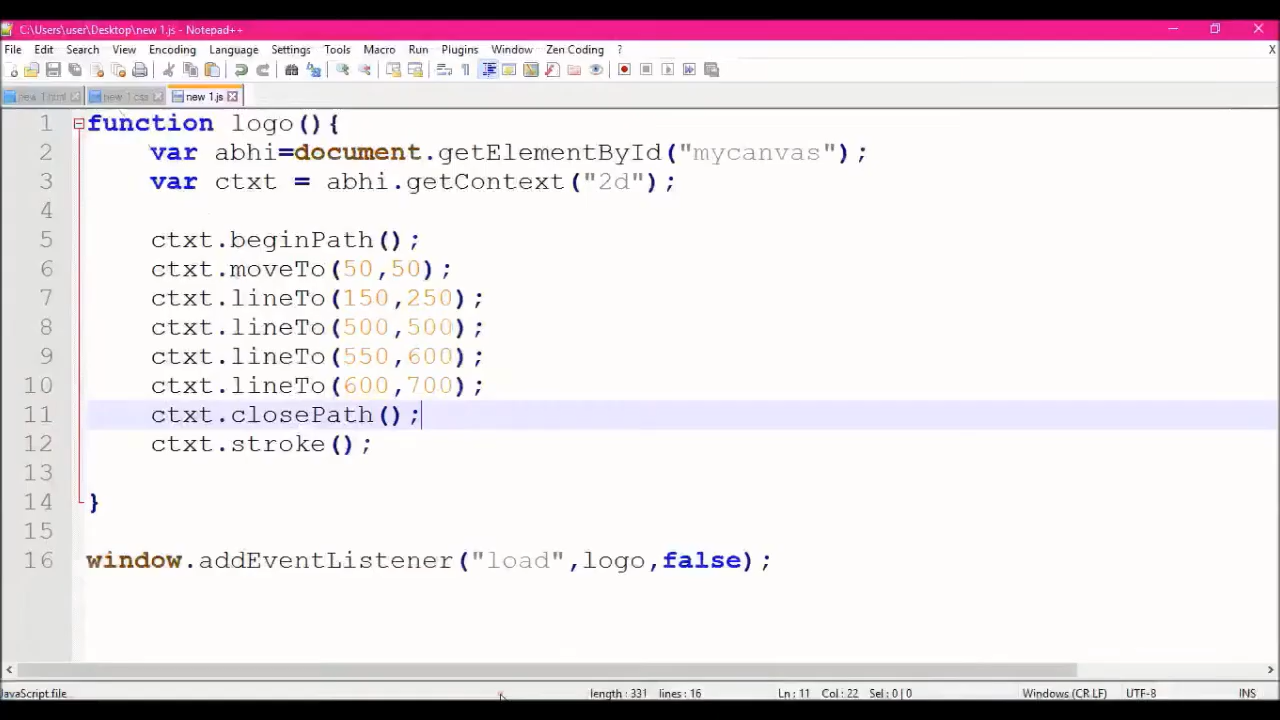 C:\Users\user\Desktop\new 1.js - Notepad++
File Edit Search View Encoding Language Settings Tools Macro Run Plugins Window Zen Coding ? X
new 1.html new 1.css new 1.js
1 function logo(){
2 var abhi=document.getElementById("mycanvas");
3 var ctxt = abhi.getContext("2d");
4
5 ctxt.beginPath();
6 ctxt.moveTo(50,50);
7 ctxt.lineTo(150,250);
8 ctxt.lineTo(500,500);
9 ctxt.lineTo(550,600);
10 ctxt.lineTo(600,700);
11 ctxt.closePath();
12 ctxt.stroke();
13
14 }
15
16 window.addEventListener("load",logo,false);
JavaScript file length : 331 lines : 16 Ln : 11 Col : 22 Sel : 0 | 0 Windows (CR LF) UTF-8 INS